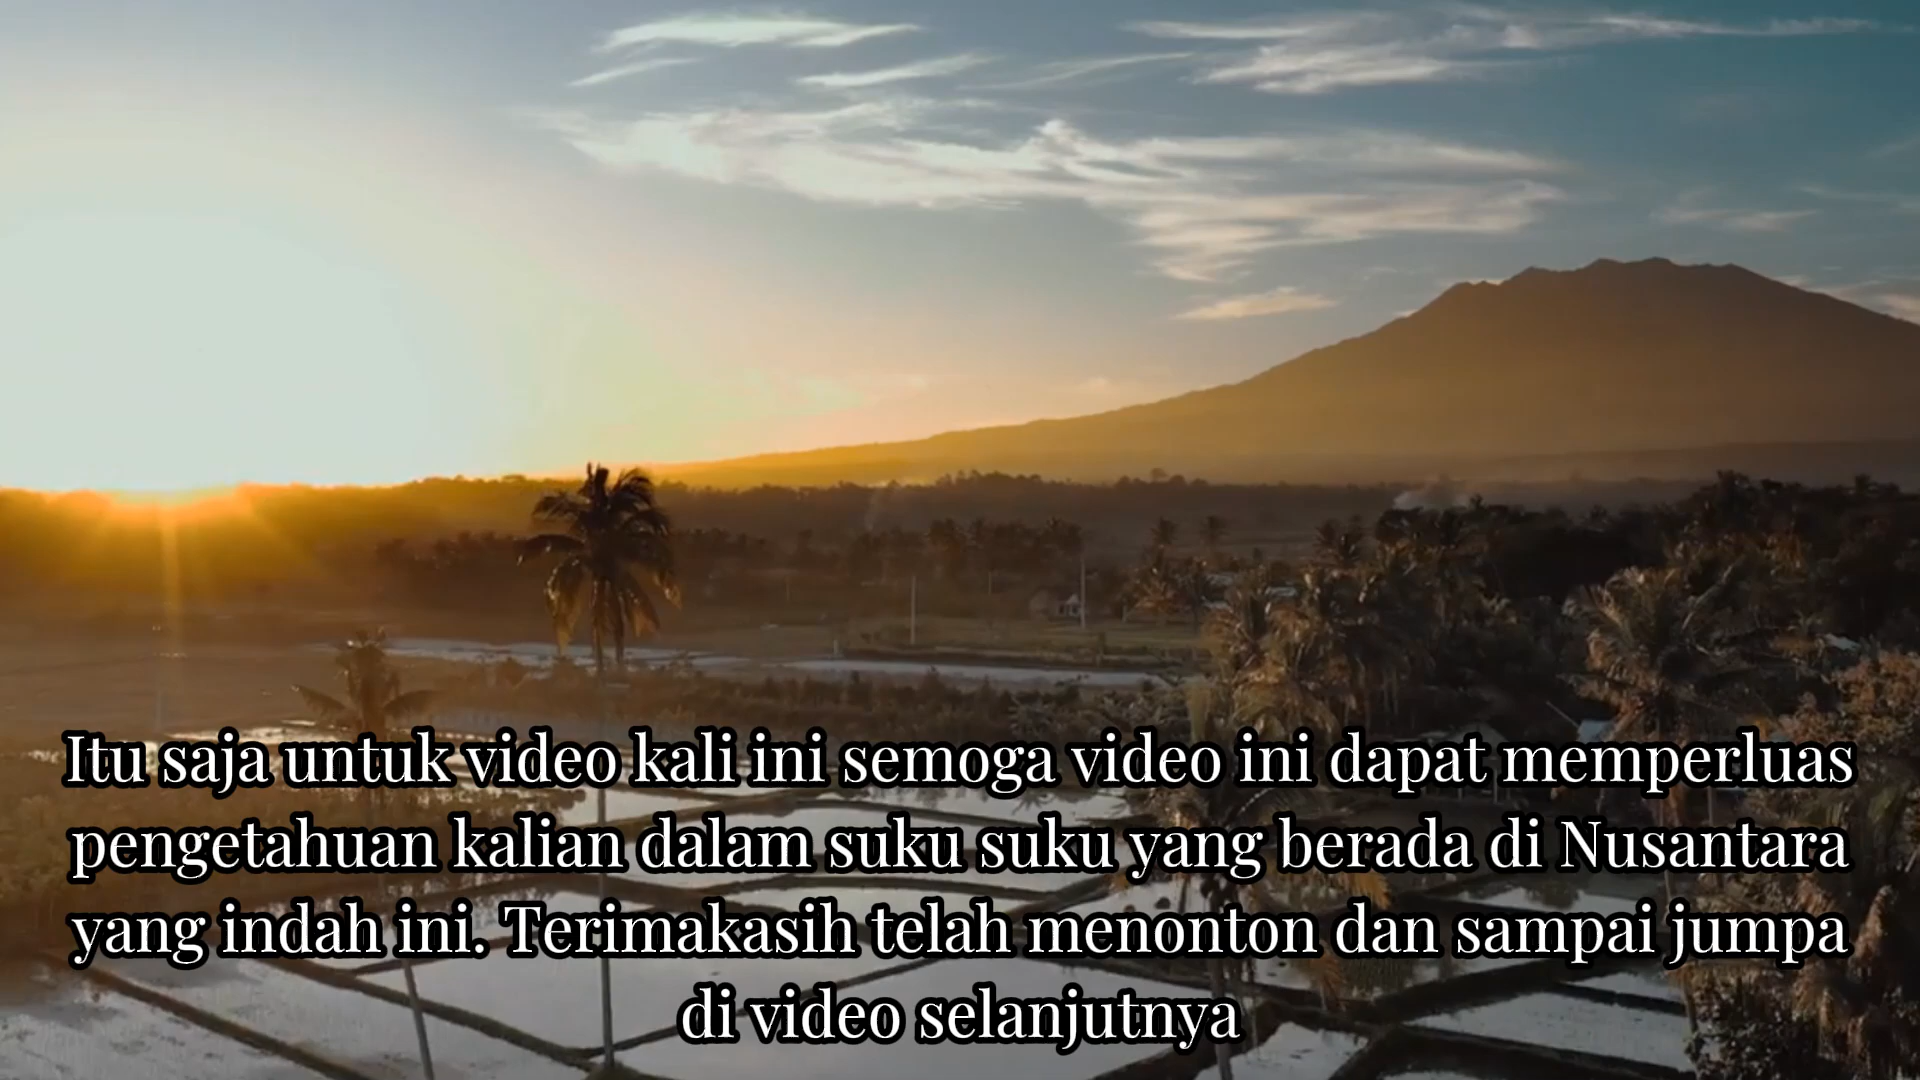 Itu saja untuk video kali ini semoga video ini dapat memperluas
pengetahuan kalian dalam suku suku yang berada di Nusantara
yang indah ini. Terimakasih telah menonton dan sampai jumpa
di video selanjutnya